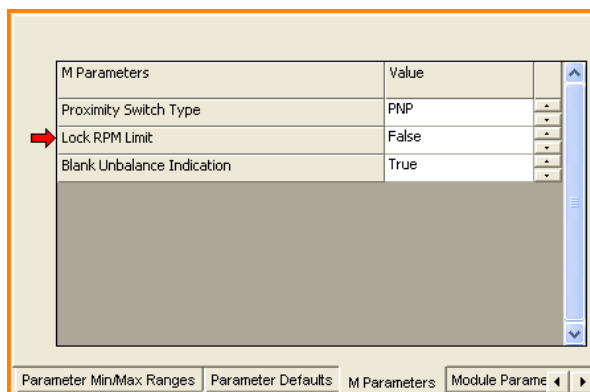 M Parameters Value
Proximity Switch Type PNP
Lock RPM Limit False
Blank Unbalance Indication True
Parameter Min/Max Ranges Parameter Defaults M Parameters Module Parame